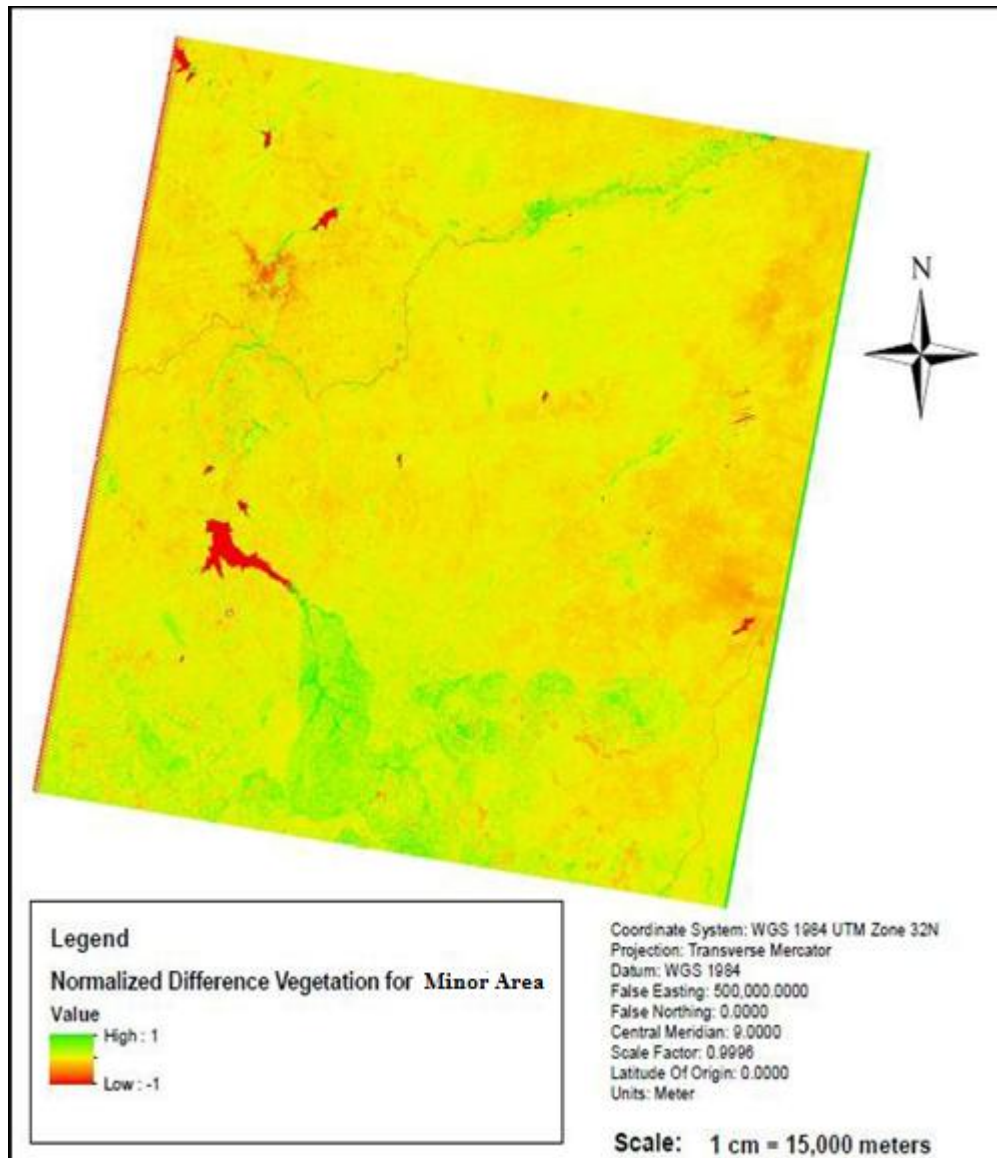 N
Legend
Normalized Difference Vegetation for Minor Area
Value
High : 1
Low : -1
Coordinate System: WGS 1984 UTM Zone 32N
Projection: Transverse Mercator
Datum: WGS 1984
False Easting: 500,000.0000
False Northing: 0.0000
Central Meridian: 9.0000
Scale Factor: 0.9996
Latitude Of Origin: 0.0000
Units: Meter
Scale: 1 cm = 15,000 meters